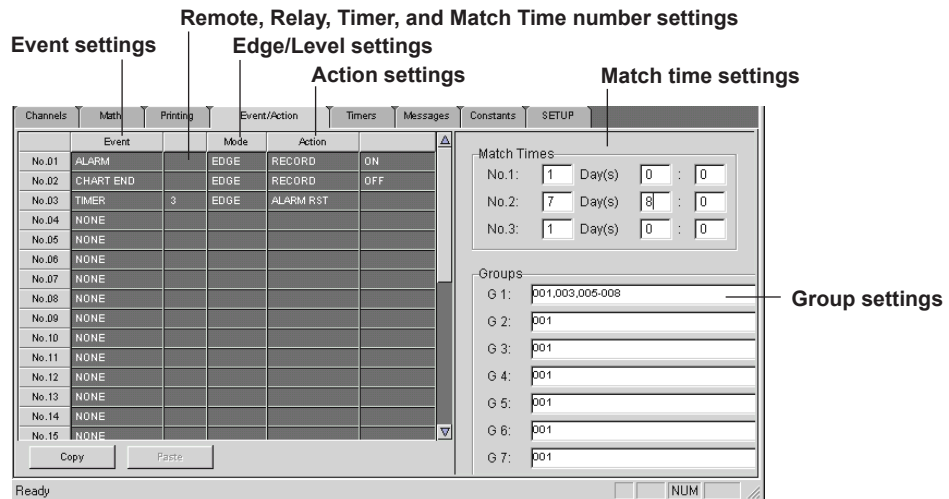 Remote, Relay, Timer, and Match Time number settings
Event settings
Edge/Level settings
Action settings
Match time settings
Channels Math Printing Event/Action Timers Messages Constants SETUP
Event Mode Action
No.01 ALARM EDGE RECORD ON
No.02 CHART END EDGE RECORD OFF
No.03 TIMER 3 EDGE ALARM RST
No.04 NONE
No.05 NONE
No.06 NONE
No.07 NONE
No.08 NONE
No.09 NONE
No.10 NONE
No.11 NONE
No.12 NONE
No.13 NONE
No.14 NONE
No.15 NONE
Copy Paste
Match Times
No.1: 1 Day(s) 0 : 0
No.2: 7 Day(s) 8 : 0
No.3: 1 Day(s) 0 : 0
Groups
G 1: 001,003,005-008
G 2: 001
G 3: 001
G 4: 001
G 5: 001
G 6: 001
G 7: 001
Group settings
Ready NUM